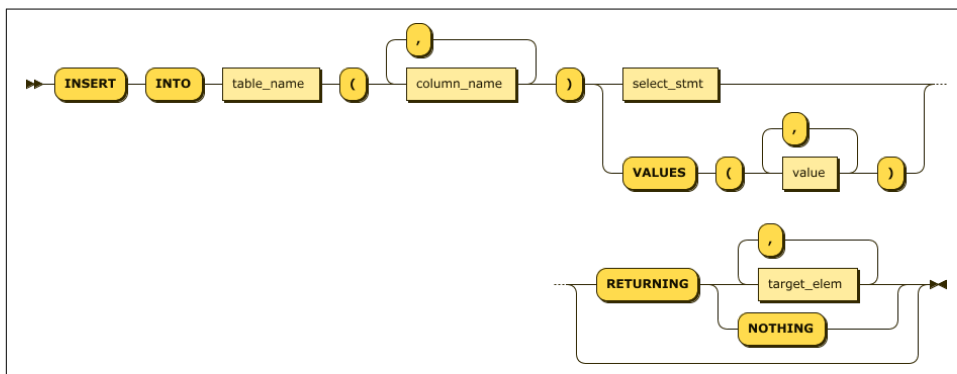 ,
INSERT INTO table_name ( column_name ) select_stmt
,
VALUES ( value )
,
RETURNING target_elem
NOTHING